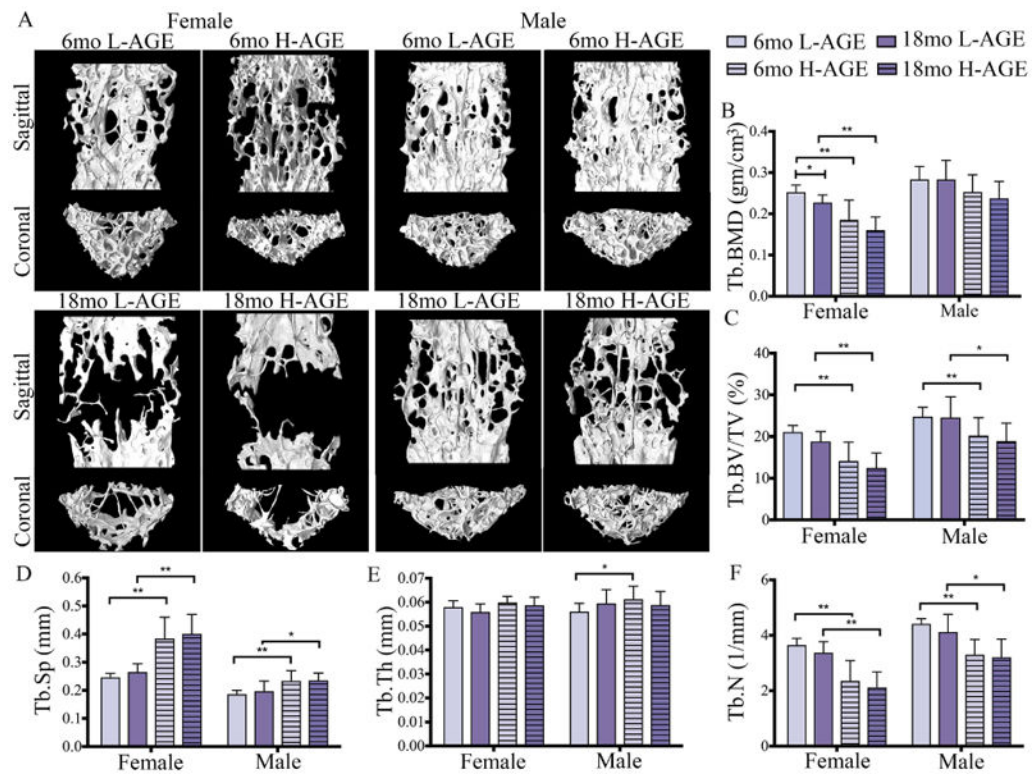 A
Female
Male
6mo L-AGE
6mo H-AGE
6mo L-AGE
6mo H-AGE
Sagittal
Coronal
18mo L-AGE
18mo H-AGE
18mo L-AGE
18mo H-AGE
Sagittal
Coronal
6mo L-AGE
18mo L-AGE
6mo H-AGE
18mo H-AGE
B
Tb.BMD (gm/cm³)
0.4
0.3
0.2
0.1
0.0
**
**
*
Female
Male
C
Tb.BV/TV (%)
40
30
20
10
0
**
**
*
**
Female
Male
D
Tb.Sp (mm)
0.6
0.5
0.4
0.3
0.2
0.1
0.0
**
**
*
**
Female
Male
E
Tb.Th (mm)
0.07
0.06
0.05
0.04
0.03
0.02
0.01
0.00
*
Female
Male
F
Tb.N (1/mm)
6
4
2
0
**
**
*
**
Female
Male